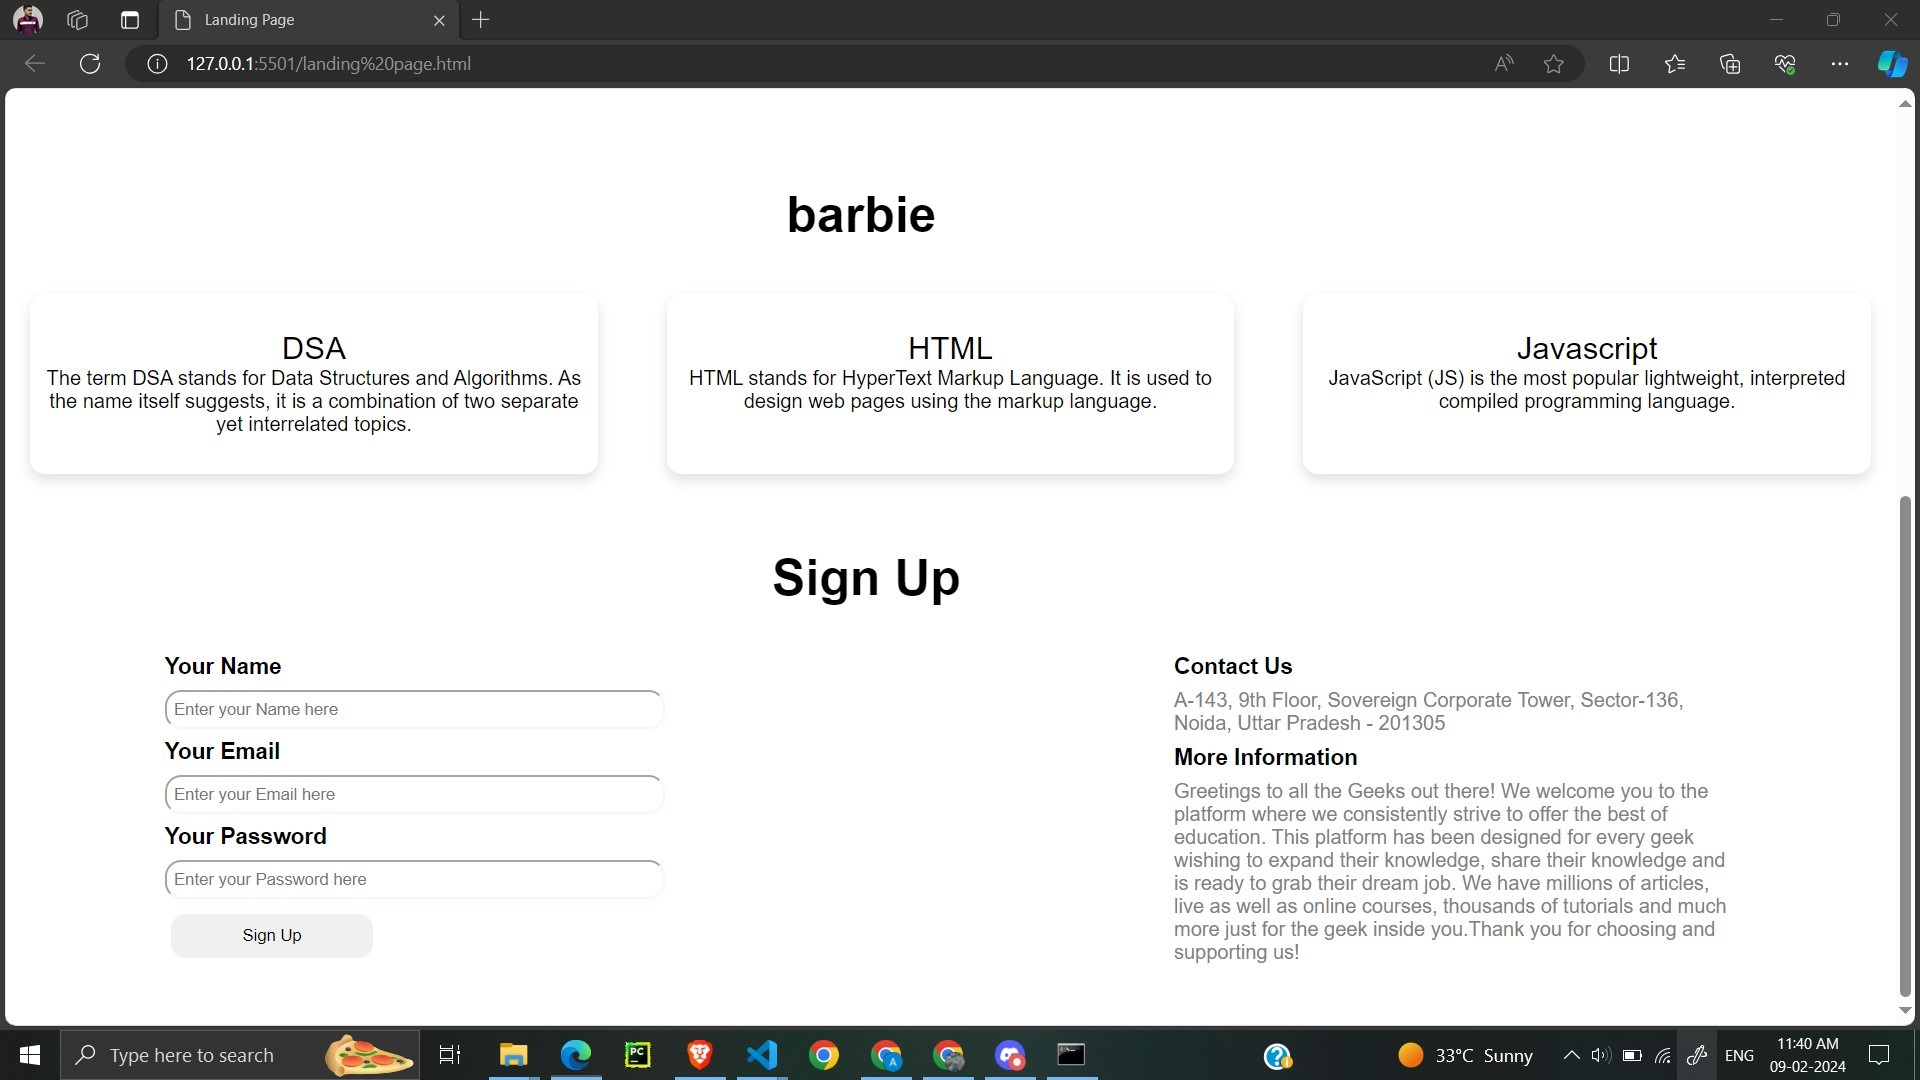 Landing Page
127.0.0.1:5501/landing%20page.html
barbie
DSA
The term DSA stands for Data Structures and Algorithms. As
the name itself suggests, it is a combination of two separate
yet interrelated topics.
HTML
HTML stands for HyperText Markup Language. It is used to
design web pages using the markup language.
Javascript
JavaScript (JS) is the most popular lightweight, interpreted
compiled programming language.
Sign Up
Your Name
Enter your Name here
Your Email
Enter your Email here
Your Password
Enter your Password here
Sign Up
Contact Us
A-143, 9th Floor, Sovereign Corporate Tower, Sector-136,
Noida, Uttar Pradesh - 201305
More Information
Greetings to all the Geeks out there! We welcome you to the
platform where we consistently strive to offer the best of
education. This platform has been designed for every geek
wishing to expand their knowledge, share their knowledge and
is ready to grab their dream job. We have millions of articles,
live as well as online courses, thousands of tutorials and much
more just for the geek inside you.Thank you for choosing and
supporting us!
Type here to search
PC
A
33°C Sunny
ENG
11:40 AM
09-02-2024